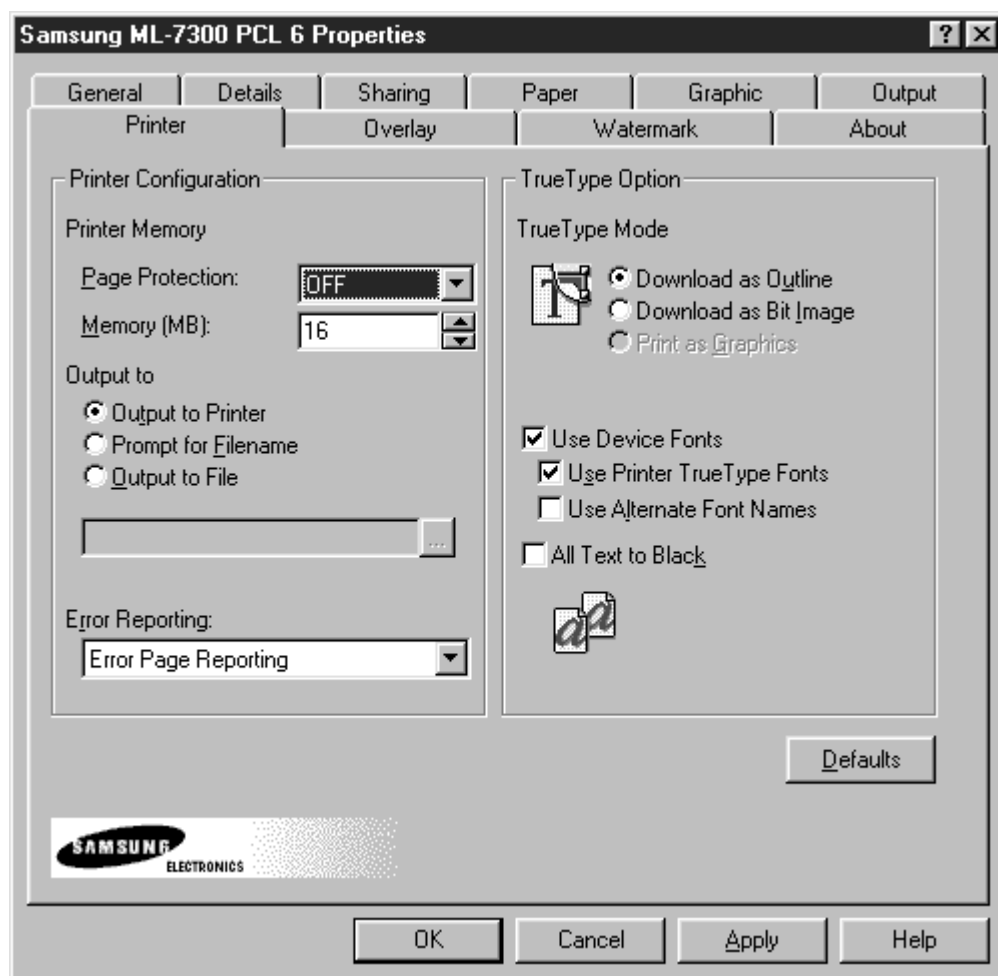 Samsung ML-7300 PCL 6 Properties
General Details Sharing Paper Graphic Output
Printer Overlay Watermark About
Printer Configuration
Printer Memory
Page Protection: OFF
Memory (MB): 16
Output to
Output to Printer
Prompt for Filename
Output to File
...
Error Reporting:
Error Page Reporting
TrueType Option
TrueType Mode
T
Download as Outline
Download as Bit Image
Print as Graphics
Use Device Fonts
Use Printer TrueType Fonts
Use Alternate Font Names
All Text to Black
a a
Defaults
SAMSUNG
ELECTRONICS
OK Cancel Apply Help